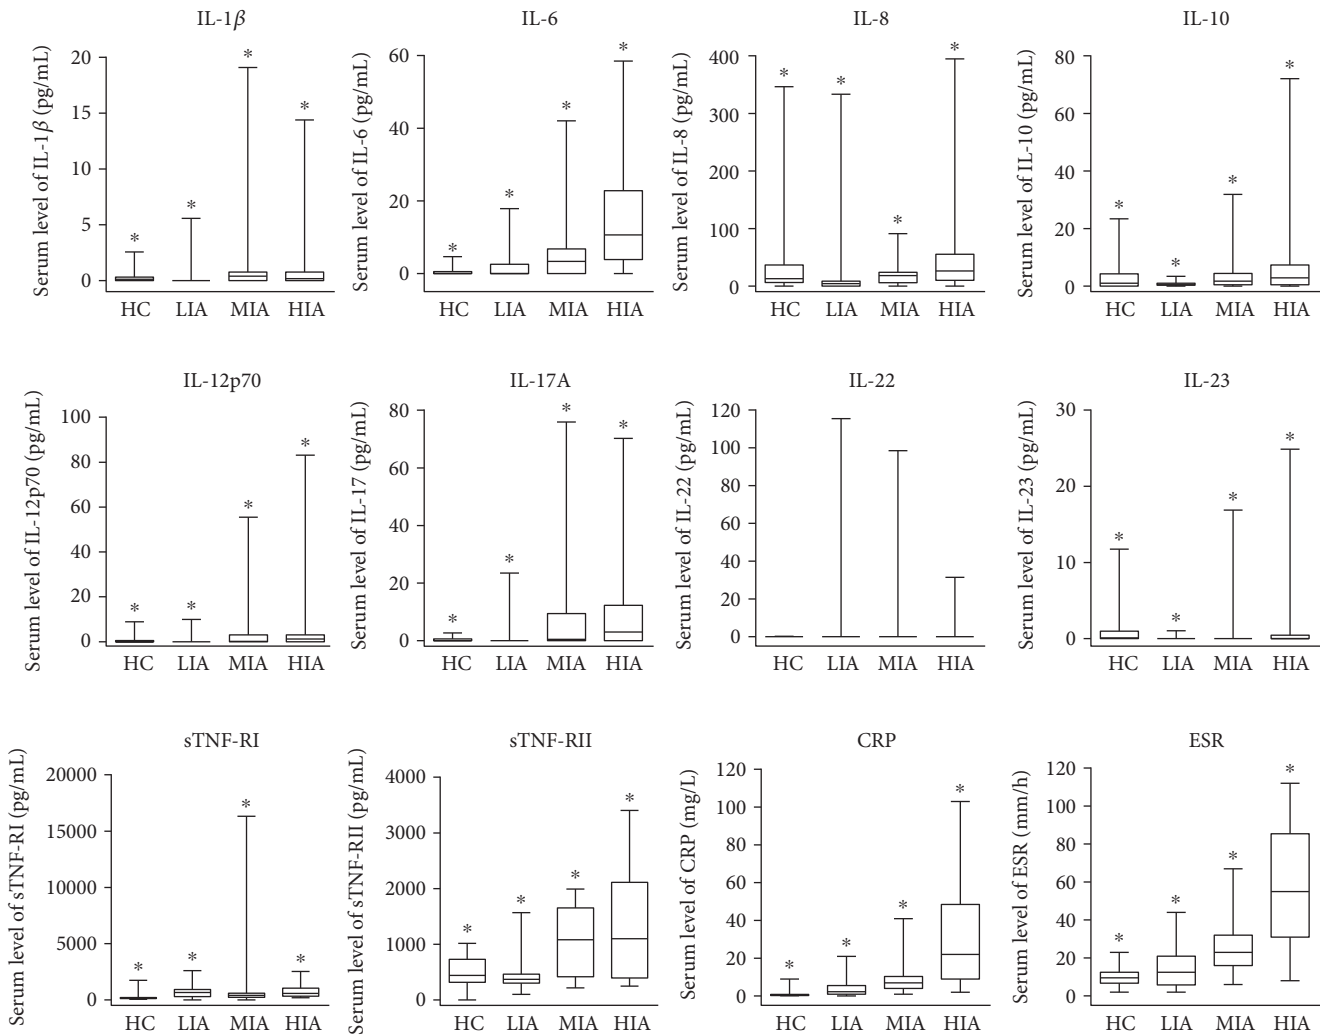 IL-1β
IL-6
IL-8
IL-10
Serum level of IL-1β (pg/mL)
20
15
10
5
0
* * * *
HC LIA MIA HIA
Serum level of IL-6 (pg/mL)
60
40
20
0
* * * *
HC LIA MIA HIA
Serum level of IL-8 (pg/mL)
400
300
200
100
0
* * * *
HC LIA MIA HIA
Serum level of IL-10 (pg/mL)
80
60
40
20
0
* * * *
HC LIA MIA HIA
IL-12p70
IL-17A
IL-22
IL-23
Serum level of IL-12p70 (pg/mL)
100
80
60
40
20
0
* * * *
HC LIA MIA HIA
Serum level of IL-17 (pg/mL)
80
60
40
20
0
* * * *
HC LIA MIA HIA
Serum level of IL-22 (pg/mL)
120
100
80
60
40
20
0
HC LIA MIA HIA
Serum level of IL-23 (pg/mL)
30
20
10
0
* * * *
HC LIA MIA HIA
sTNF-RI
sTNF-RII
CRP
ESR
Serum level of sTNF-RI (pg/mL)
20000
15000
10000
5000
0
* * * *
HC LIA MIA HIA
Serum level of sTNF-RII (pg/mL)
4000
3000
2000
1000
0
* * * *
HC LIA MIA HIA
Serum level of CRP (mg/L)
120
100
80
60
40
20
0
* * * *
HC LIA MIA HIA
Serum level of ESR (mm/h)
120
100
80
60
40
20
0
* * * *
HC LIA MIA HIA